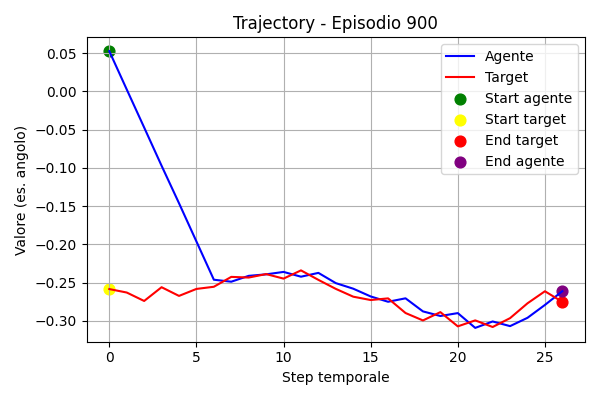 Trajectory - Episodio 900
Valore (es. angolo)
0.05
0.00
−0.05
−0.10
−0.15
−0.20
−0.25
−0.30
Agente
Target
Start agente
Start target
End target
End agente
0 5 10 15 20 25
Step temporale